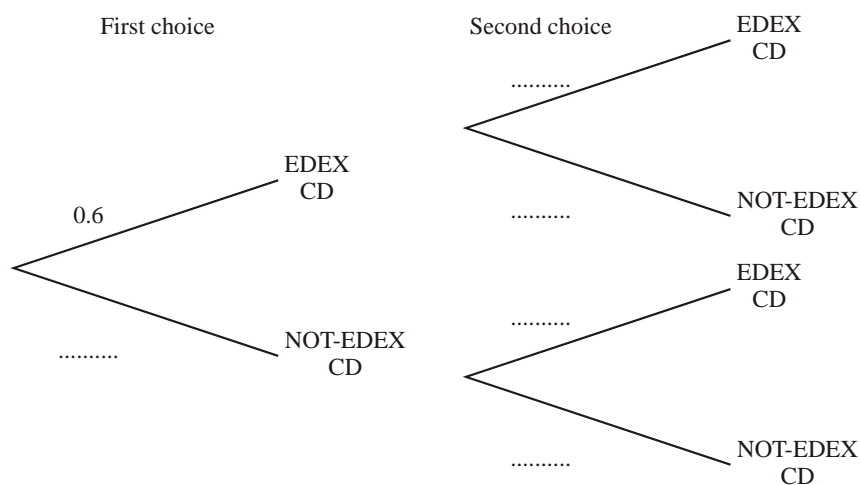 First choice
Second choice
EDEX
CD
..........
EDEX
CD
0.6
NOT-EDEX
CD
..........
EDEX
CD
..........
NOT-EDEX
CD
..........
NOT-EDEX
CD
..........